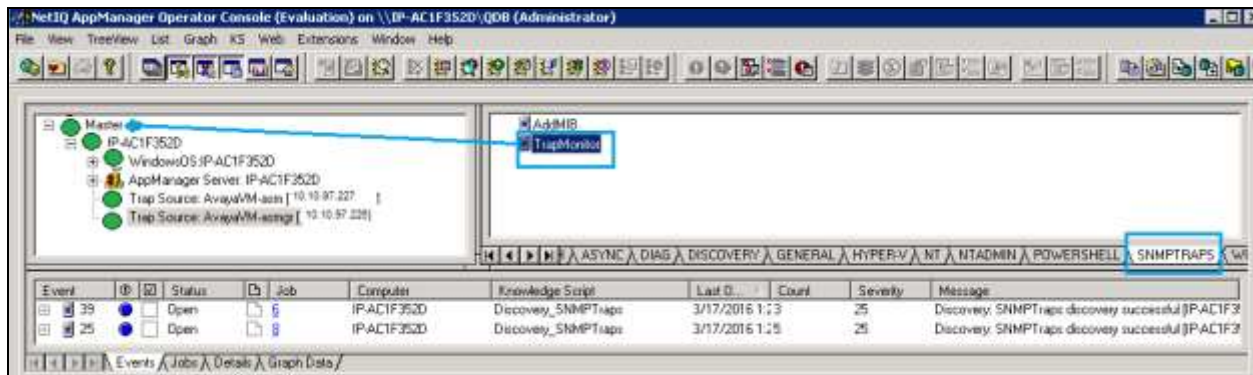 NetIQ AppManager Operator Console (Evaluation) on \\IP-AC1F352D\QDB (Administrator)
File View TreeView List Graph KS Web Extensions Window Help
Master
IP-AC1F352D
WindowsOS:IP-AC1F352D
AppManager Server: IP-AC1F352D
Trap Source: AvayaVM-asm [ 10.10.97.227 ]
Trap Source: AvayaVM-asmgr [ 10.10.97.228]
AddMIB
TrapMonitor
ASYNC DIAG DISCOVERY GENERAL HYPER-V NT NTADMIN POWERSHELL SNMPTRAPS
Event Status Job Computer Knowledge Script Last O... Count Severity Message
39 Open 6 IP-AC1F352D Discovery_SNMPTraps 3/17/2016 1:2 3 25 Discovery: SNMPTraps discovery successful [IP-AC1F3
25 Open 8 IP-AC1F352D Discovery_SNMPTraps 3/17/2016 1:2 5 25 Discovery: SNMPTraps discovery successful [IP-AC1F3
Events Jobs Details Graph Data